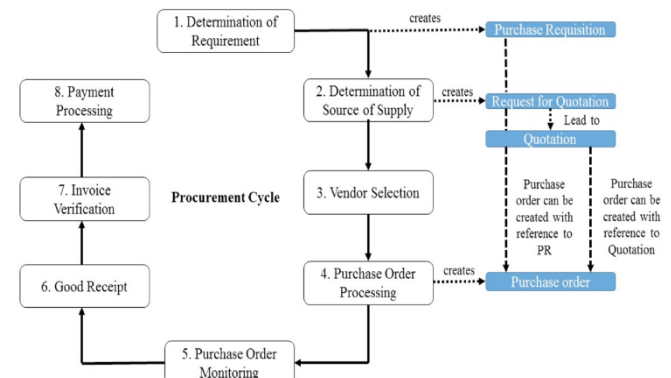 1. Determination of
Requirement
creates
Purchase Requisition
2. Determination of
Source of Supply
creates
Request for Quotation
Lead to
Quotation
8. Payment
Processing
7. Invoice
Verification
Procurement Cycle
3. Vendor Selection
Purchase
order can be
created with
reference to
PR
Purchase
order can be
created with
reference to
Quotation
6. Good Receipt
4. Purchase Order
Processing
creates
Purchase order
5. Purchase Order
Monitoring